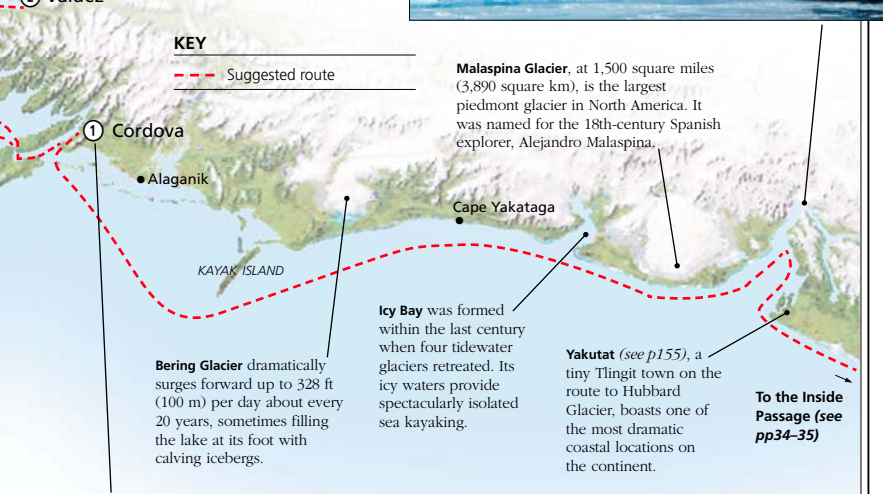 2 Valdez
KEY
Suggested route
Malaspina Glacier, at 1,500 square miles
(3,890 square km), is the largest
piedmont glacier in North America. It
was named for the 18th-century Spanish
explorer, Alejandro Malaspina.
1 Cordova
Alaganik
Cape Yakataga
KAYAK ISLAND
Icy Bay was formed
within the last century
when four tidewater
glaciers retreated. Its
icy waters provide
spectacularly isolated
sea kayaking.
Bering Glacier dramatically
surges forward up to 328 ft
(100 m) per day about every
20 years, sometimes filling
the lake at its foot with
calving icebergs.
Yakutat (see p155), a
tiny Tlingit town on the
route to Hubbard
Glacier, boasts one of
the most dramatic
coastal locations on
the continent.
To the Inside
Passage (see
pp34–35)